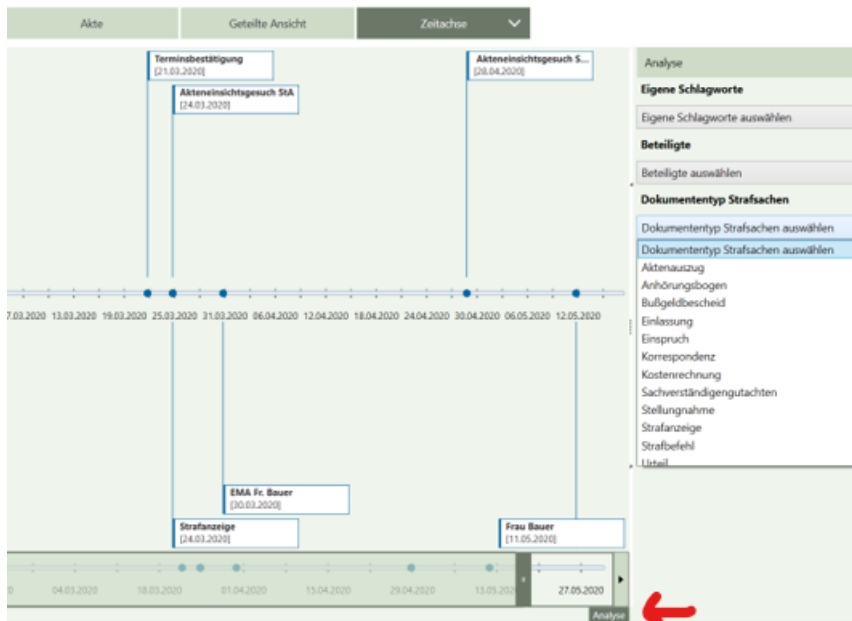 Akte
Geteilte Ansicht
Zeitachse
Terminsbestätigung
[21.03.2020]
Akteneinsichtsgesuch S...
[28.04.2020]
Akteneinsichtsgesuch StA
[24.03.2020]
7.03.2020 13.03.2020 19.03.2020 25.03.2020 31.03.2020 06.04.2020 12.04.2020 18.04.2020 24.04.2020 30.04.2020 06.05.2020 12.05.2020
EMA Fr. Bauer
[30.03.2020]
Strafanzeige
[24.03.2020]
Frau Bauer
[11.05.2020]
0 04.03.2020 18.03.2020 01.04.2020 15.04.2020 29.04.2020 13.05.202 27.05.2020
Analyse
Analyse
Eigene Schlagworte
Eigene Schlagworte auswählen
Beteiligte
Beteiligte auswählen
Dokumententyp Strafsachen
Dokumententyp Strafsachen auswählen
Dokumententyp Strafsachen auswählen
Aktenauszug
Anhörungsbogen
Bußgeldbescheid
Einlassung
Einspruch
Korrespondenz
Kostenrechnung
Sachverständigengutachten
Stellungnahme
Strafanzeige
Strafbefehl
Urteil